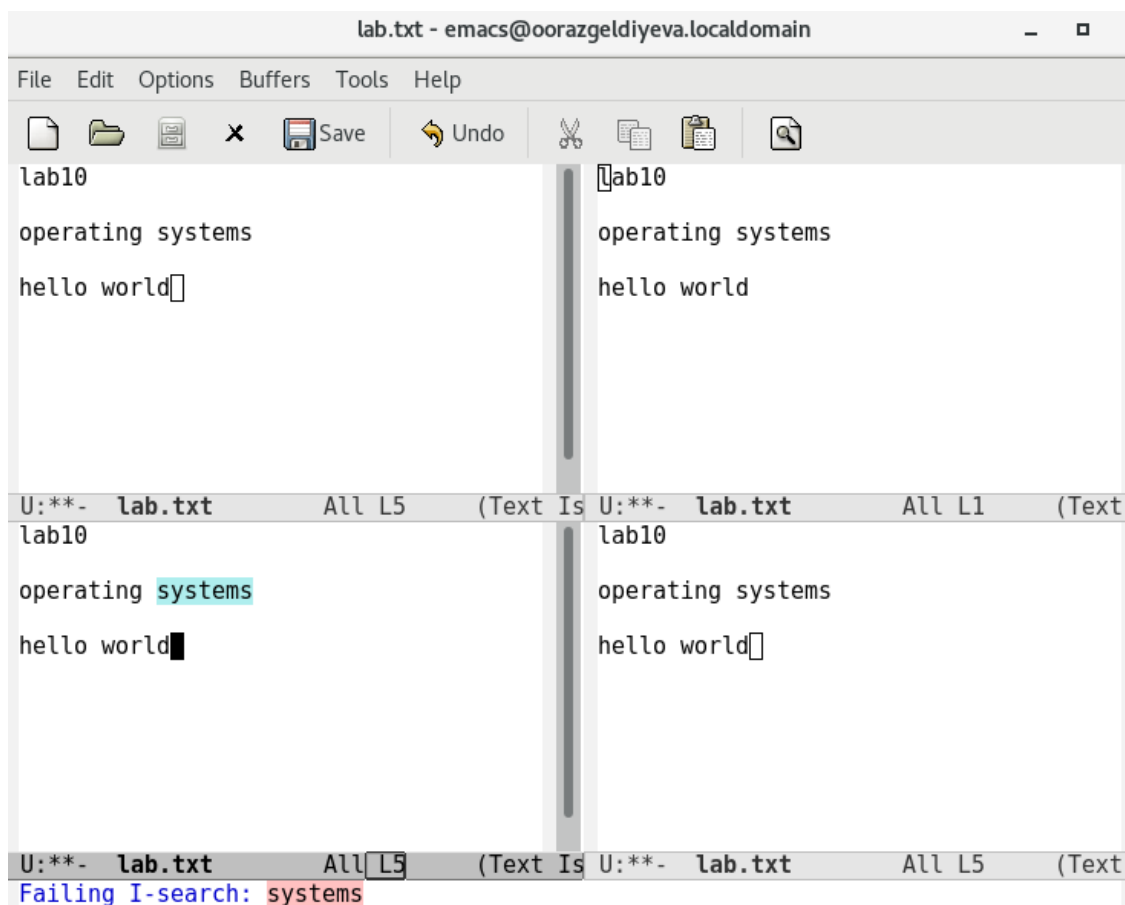 lab.txt - emacs@oorazgeldiyeva.localdomain
File Edit Options Buffers Tools Help
Save Undo
lab10
operating systems
hello world
U:**- lab.txt All L5 (Text Is
lab10
operating systems
hello world
U:**- lab.txt All L1 (Text
lab10
operating systems
hello world
U:**- lab.txt All L5 (Text Is
lab10
operating systems
hello world
U:**- lab.txt All L5 (Text
Failing I-search: systems